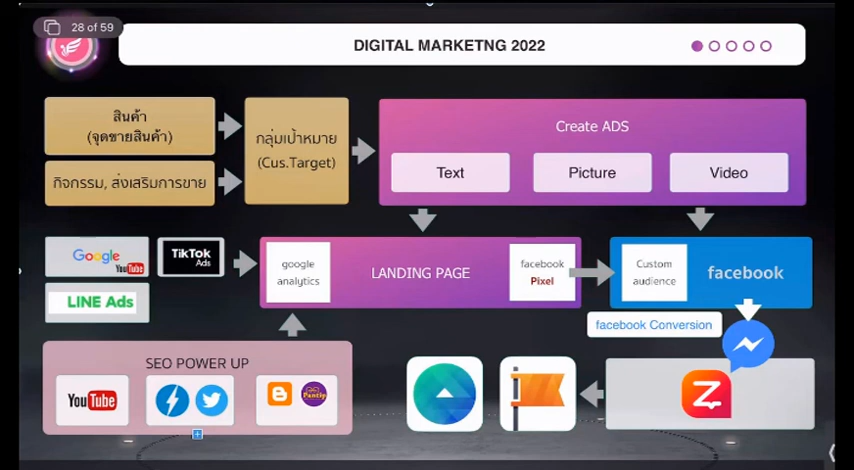 28 of 59
DIGITAL MARKETNG 2022
สินค้า
(จุดขายสินค้า)
กิจกรรม, ส่งเสริมการขาย
กลุ่มเป้าหมาย
(Cus.Target)
Create ADS
Text
Picture
Video
Google
YouTube
TikTok
Ads
LINE Ads
google
analytics
LANDING PAGE
facebook
Pixel
Custom
audience
facebook
facebook Conversion
SEO POWER UP
YouTube
Pantip
Z